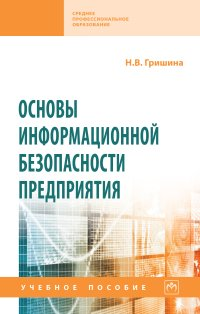 СРЕДНЕЕ
ПРОФЕССИОНАЛЬНОЕ
ОБРАЗОВАНИЕ
Н.В. Гришина
ОСНОВЫ
ИНФОРМАЦИОННОЙ
БЕЗОПАСНОСТИ
ПРЕДПРИЯТИЯ
УЧЕБНОЕ ПОСОБИЕ